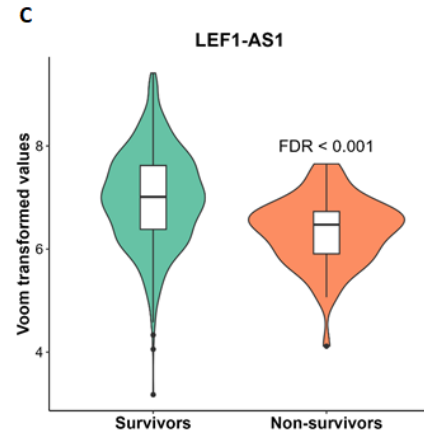 C
LEF1-AS1
FDR < 0.001
Voom transformed values
8
6
4
Survivors
Non-survivors